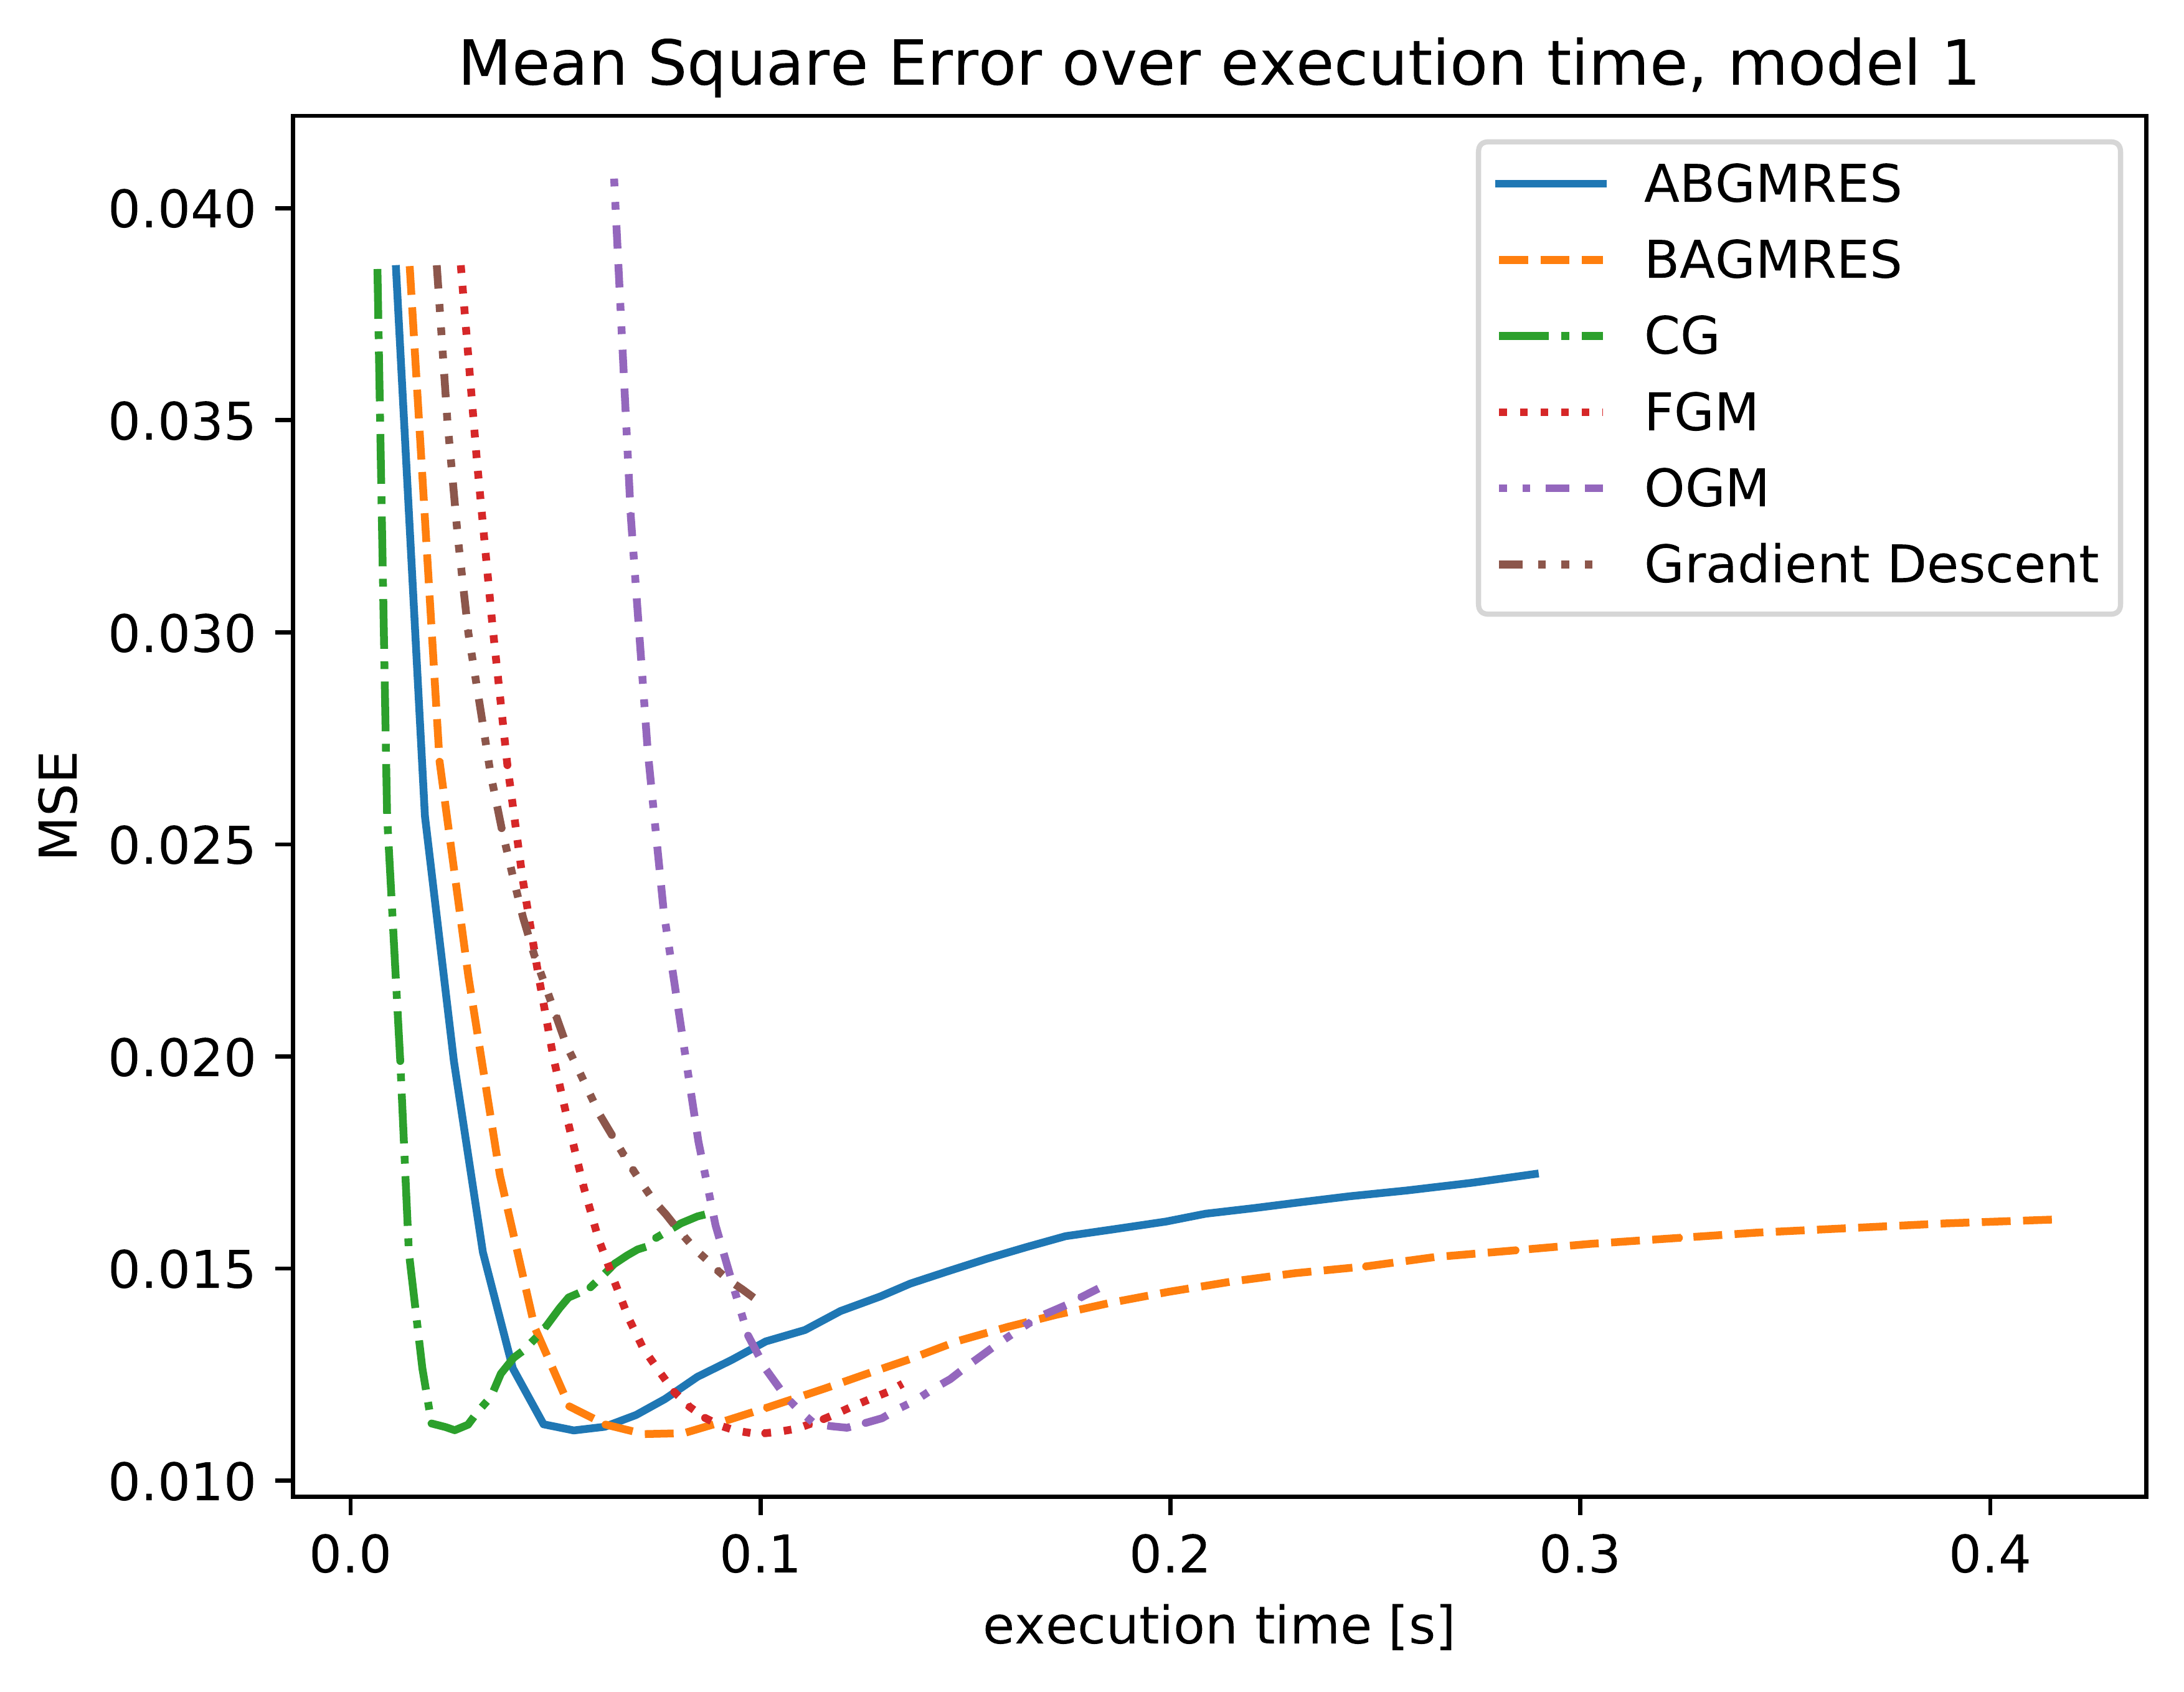 Mean Square Error over execution time, model 1
ABGMRES
BAGMRES
CG
FGM
OGM
Gradient Descent
MSE
0.040
0.035
0.030
0.025
0.020
0.015
0.010
0.0 0.1 0.2 0.3 0.4
execution time [s]